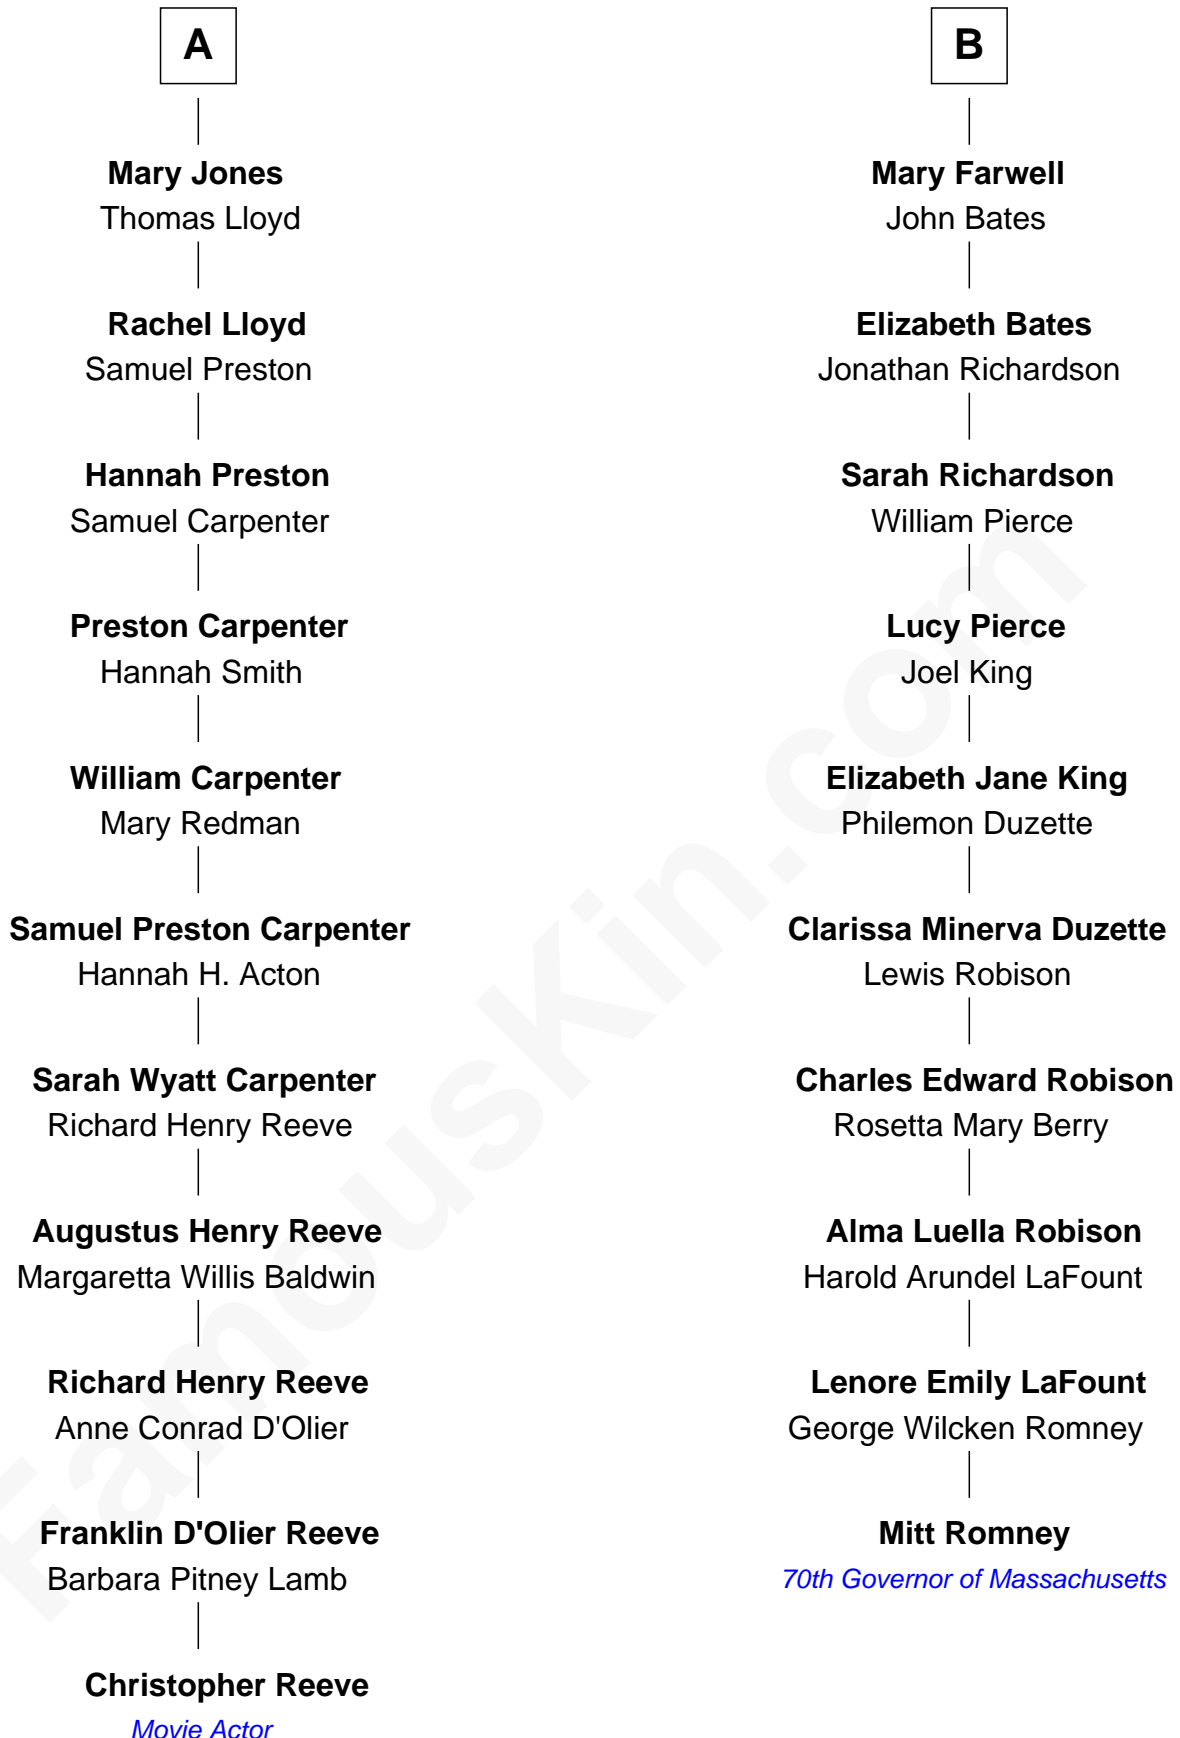 A
Mary Jones
Thomas Lloyd
Rachel Lloyd
Samuel Preston
Hannah Preston
Samuel Carpenter
Preston Carpenter
Hannah Smith
William Carpenter
Mary Redman
Samuel Preston Carpenter
Hannah H. Acton
Sarah Wyatt Carpenter
Richard Henry Reeve
Augustus Henry Reeve
Margaretta Willis Baldwin
Richard Henry Reeve
Anne Conrad D'Olier
Franklin D'Olier Reeve
Barbara Pitney Lamb
Christopher Reeve
Movie Actor
B
Mary Farwell
John Bates
Elizabeth Bates
Jonathan Richardson
Sarah Richardson
William Pierce
Lucy Pierce
Joel King
Elizabeth Jane King
Philemon Duzette
Clarissa Minerva Duzette
Lewis Robison
Charles Edward Robison
Rosetta Mary Berry
Alma Luella Robison
Harold Arundel LaFount
Lenore Emily LaFount
George Wilcken Romney
Mitt Romney
70th Governor of Massachusetts
FamousKin.com